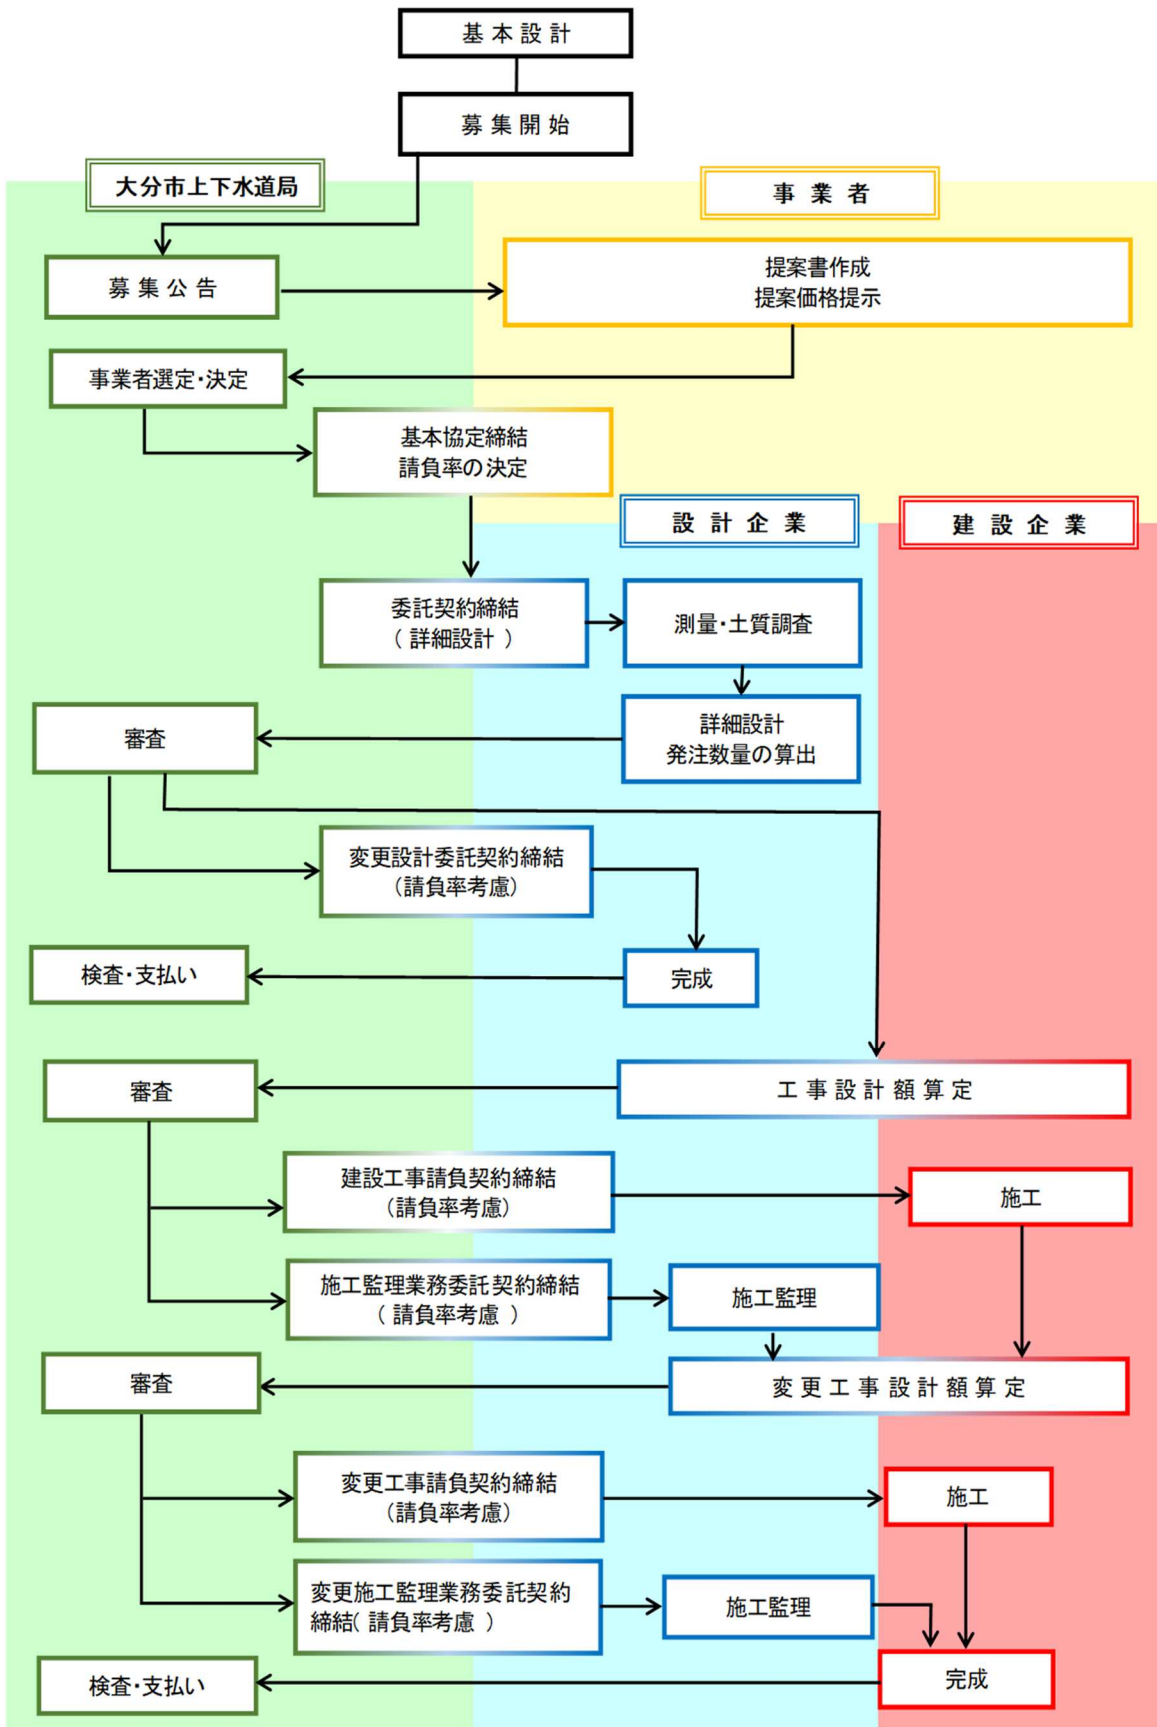 基本設計
募集開始
大分市上下水道局
事業者
募集公告
提案書作成
提案価格提示
事業者選定・決定
基本協定締結
請負率の決定
設計企業
建設企業
委託契約締結
（詳細設計）
測量・土質調査
審査
詳細設計
発注数量の算出
変更設計委託契約締結
(請負率考慮)
検査・支払い
完成
審査
工事設計額算定
建設工事請負契約締結
(請負率考慮)
施工
施工監理業務委託契約締結
（請負率考慮）
施工監理
審査
変更工事設計額算定
変更工事請負契約締結
(請負率考慮)
施工
変更施工監理業務委託契約
締結(請負率考慮)
施工監理
検査・支払い
完成